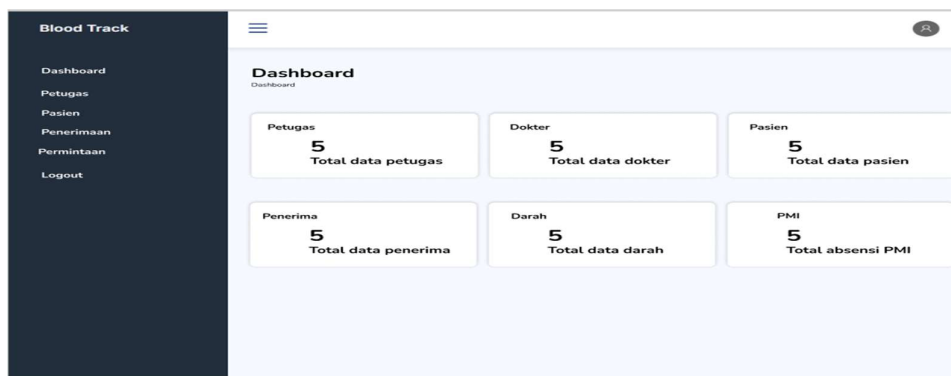 Blood Track
Dashboard
Petugas
Pasien
Penerimaan
Permintaan
Logout
Dashboard
Dashboard
Petugas
5
Total data petugas
Dokter
5
Total data dokter
Pasien
5
Total data pasien
Penerima
5
Total data penerima
Darah
5
Total data darah
PMI
5
Total absensi PMI